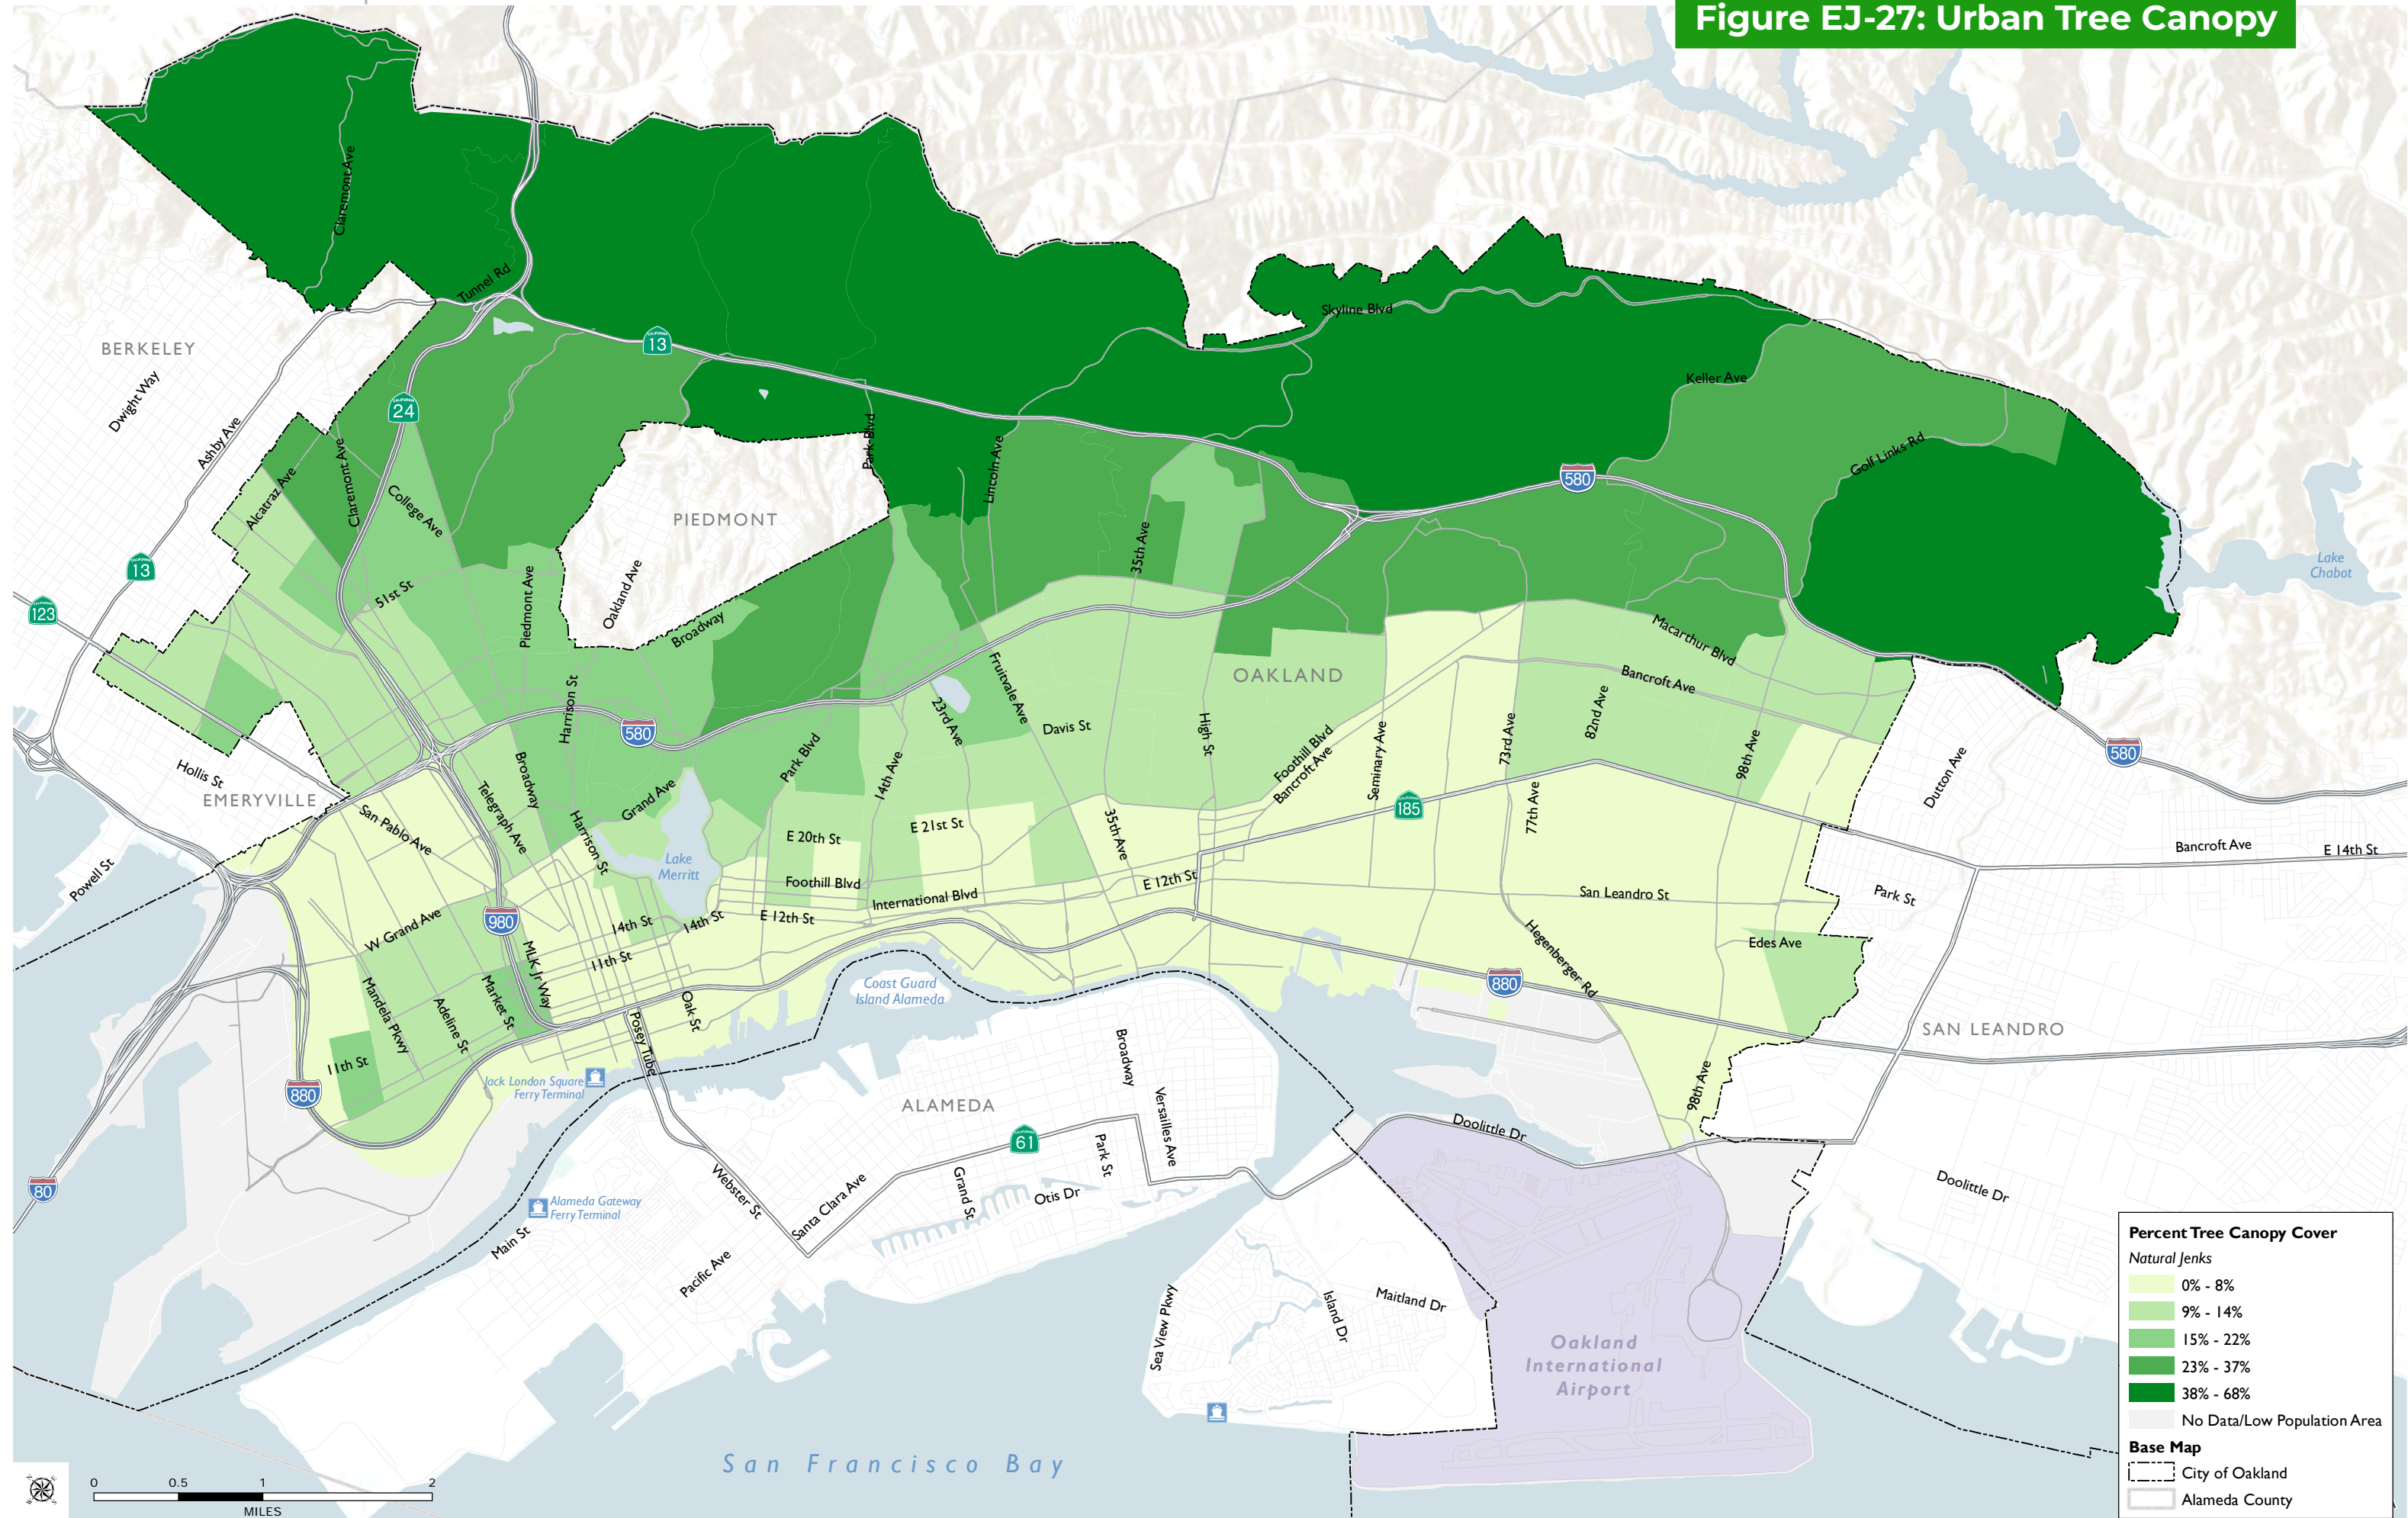 Figure EJ-27: Urban Tree Canopy
Claremont Ave
Tunnel Rd
BERKELEY
Dwight Way
Ashby Ave
CALIFORNIA
13
CALIFORNIA
24
Skyline Blvd
Keller Ave
Golf Links Rd
Alcatraz Ave
Claremont Ave
College Ave
PIEDMONT
Park Blvd
Lincoln Ave
35th Ave
580
Lake
Chabot
CALIFORNIA
13
CALIFORNIA
123
51st St
Piedmont Ave
Oakland Ave
Broadway
Harrison St
580
Fruitvale Ave
23rd Ave
Davis St
High St
OAKLAND
Macarthur Blvd
Bancroft Ave
82nd Ave
73rd Ave
98th Ave
580
Hollis St
EMERYVILLE
San Pablo Ave
Telegraph Ave
Broadway
Harrison St
Grand Ave
Park Blvd
14th Ave
E 20th St
E 21st St
Lake
Merritt
Foothill Blvd
Bancroft Ave
Seminary Ave
CALIFORNIA
185
77th Ave
Dutton Ave
Bancroft Ave
E 14th St
Powell St
Foothill Blvd
International Blvd
35th Ave
E 12th St
San Leandro St
Park St
W Grand Ave
980
14th St
14th St
E 12th St
11th St
MLK Jr Way
Market St
Adeline St
Mandela Pkwy
11th St
Oak St
Posey Tube
Coast Guard
Island Alameda
880
Hegenberger Rd
Edes Ave
SAN LEANDRO
880
Jack London Square
Ferry Terminal
ALAMEDA
Broadway
Versailles Ave
98th Ave
Doolittle Dr
CALIFORNIA
61
Park St
Grand St
Otis Dr
Webster St
Santa Clara Ave
80
Alameda Gateway
Ferry Terminal
Main St
Pacific Ave
Sea View Pkwy
Island Dr
Maitland Dr
Oakland
International
Airport
Doolittle Dr
San Francisco Bay
0 0.5 1 2
MILES
Percent Tree Canopy Cover
Natural Jenks
0% - 8%
9% - 14%
15% - 22%
23% - 37%
38% - 68%
No Data/Low Population Area
Base Map
City of Oakland
Alameda County